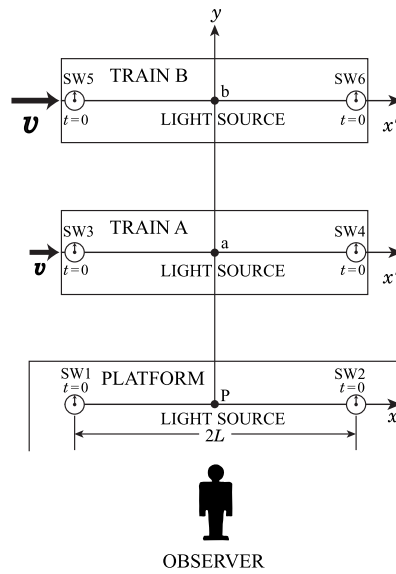 y
SW5 TRAIN B b SW6
v t=0 LIGHT SOURCE t=0 x'
SW3 TRAIN A a SW4
v t=0 LIGHT SOURCE t=0 x'
SW1 PLATFORM P SW2
t=0 t=0
LIGHT SOURCE x
2L
OBSERVER